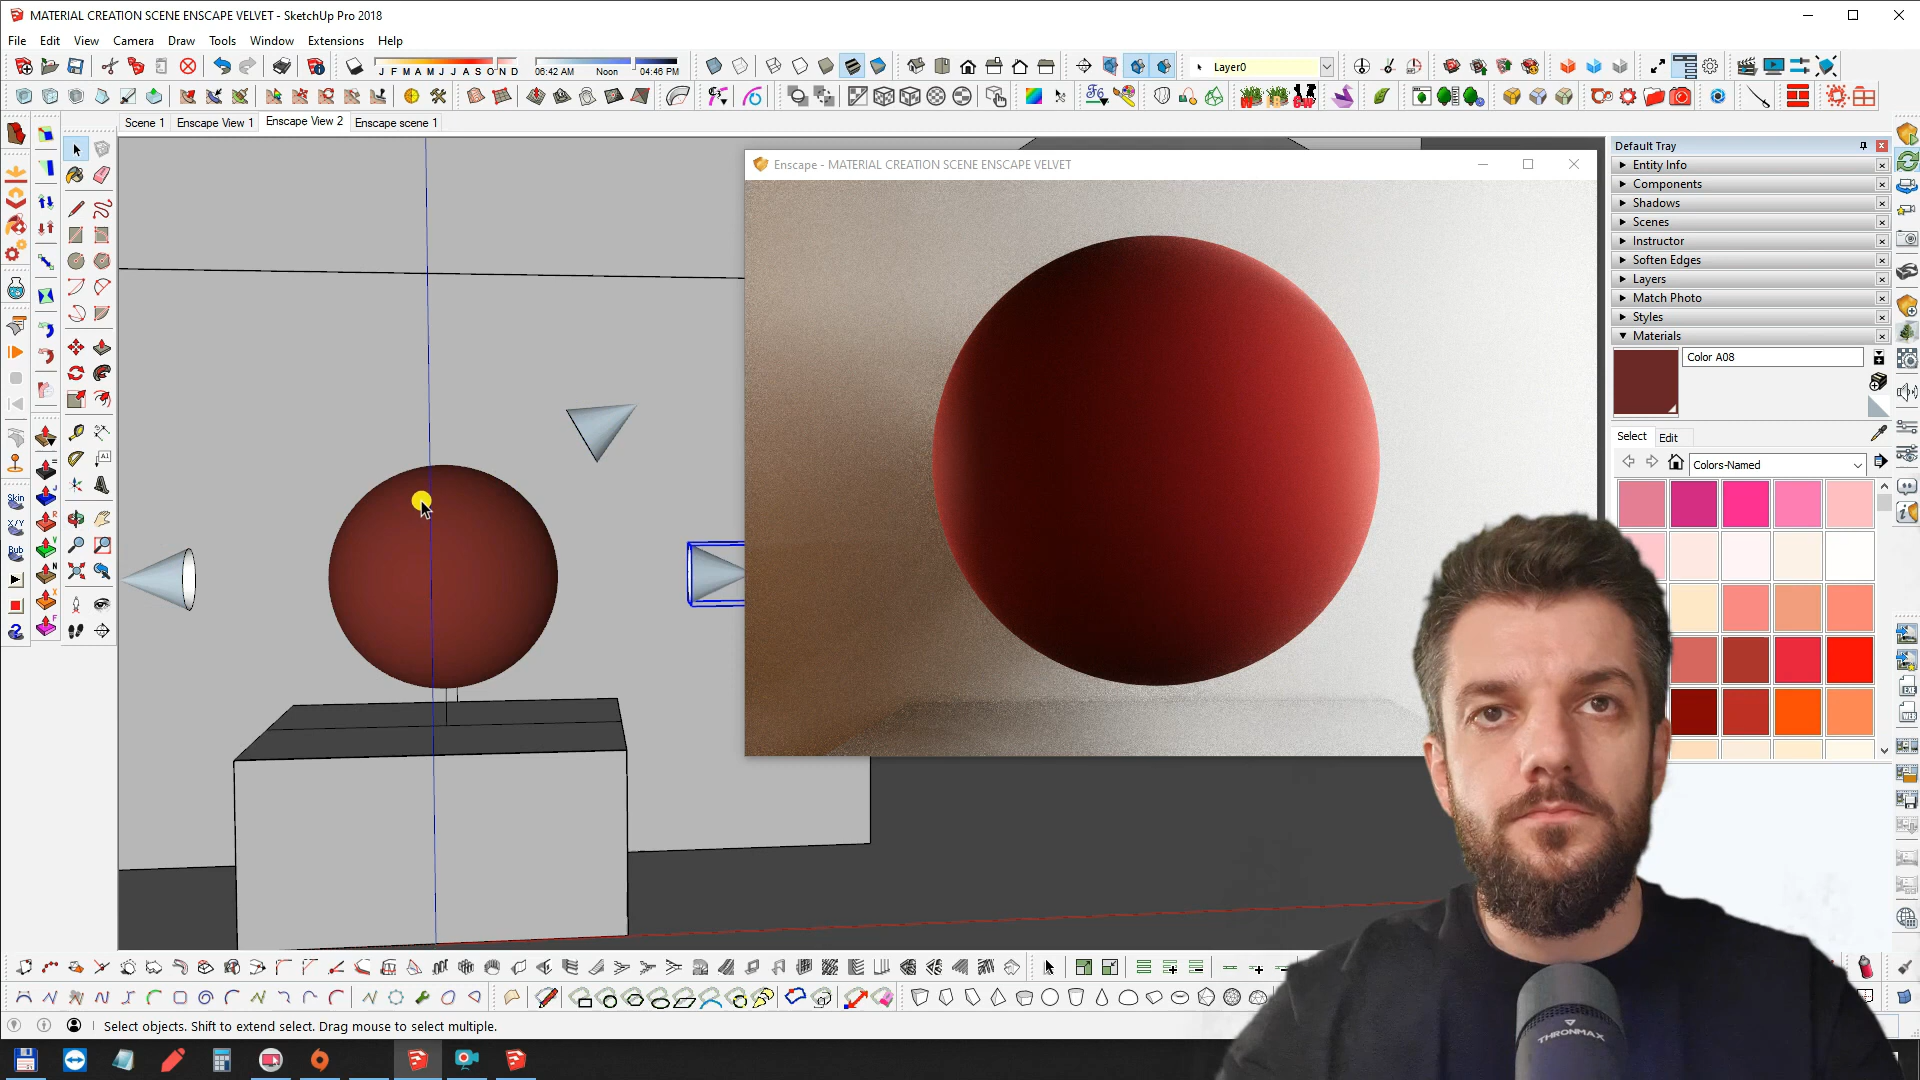 MATERIAL CREATION SCENE ENSCAPE VELVET - SketchUp Pro 2018
File Edit View Camera Draw Tools Window Extensions Help
J F M A M J J A S O N D
06:42 AM Noon 04:46 PM
Layer0
Scene 1 Enscape View 1 Enscape View 2 Enscape scene 1
Enscape - MATERIAL CREATION SCENE ENSCAPE VELVET
Default Tray
Entity Info
Components
Shadows
Scenes
Instructor
Soften Edges
Layers
Match Photo
Styles
Materials
Color A08
Select Edit
Colors-Named
A1
Skin
X/Y
Bub
THRONMAX
Select objects. Shift to extend select. Drag mouse to select multiple.